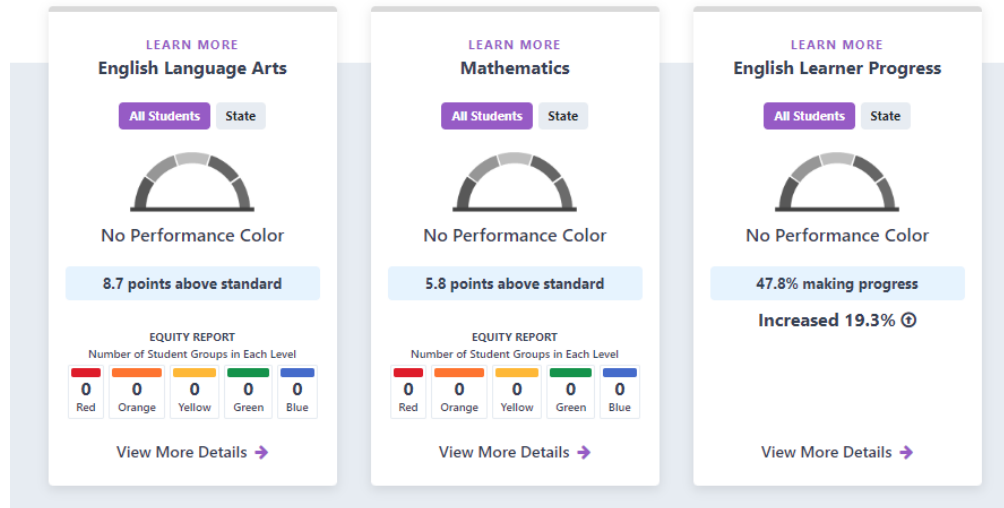 LEARN MORE
English Language Arts
All Students State
No Performance Color
8.7 points above standard
EQUITY REPORT
Number of Student Groups in Each Level
0 0 0 0 0
Red Orange Yellow Green Blue
View More Details
LEARN MORE
Mathematics
All Students State
No Performance Color
5.8 points above standard
EQUITY REPORT
Number of Student Groups in Each Level
0 0 0 0 0
Red Orange Yellow Green Blue
View More Details
LEARN MORE
English Learner Progress
All Students State
No Performance Color
47.8% making progress
Increased 19.3%
View More Details